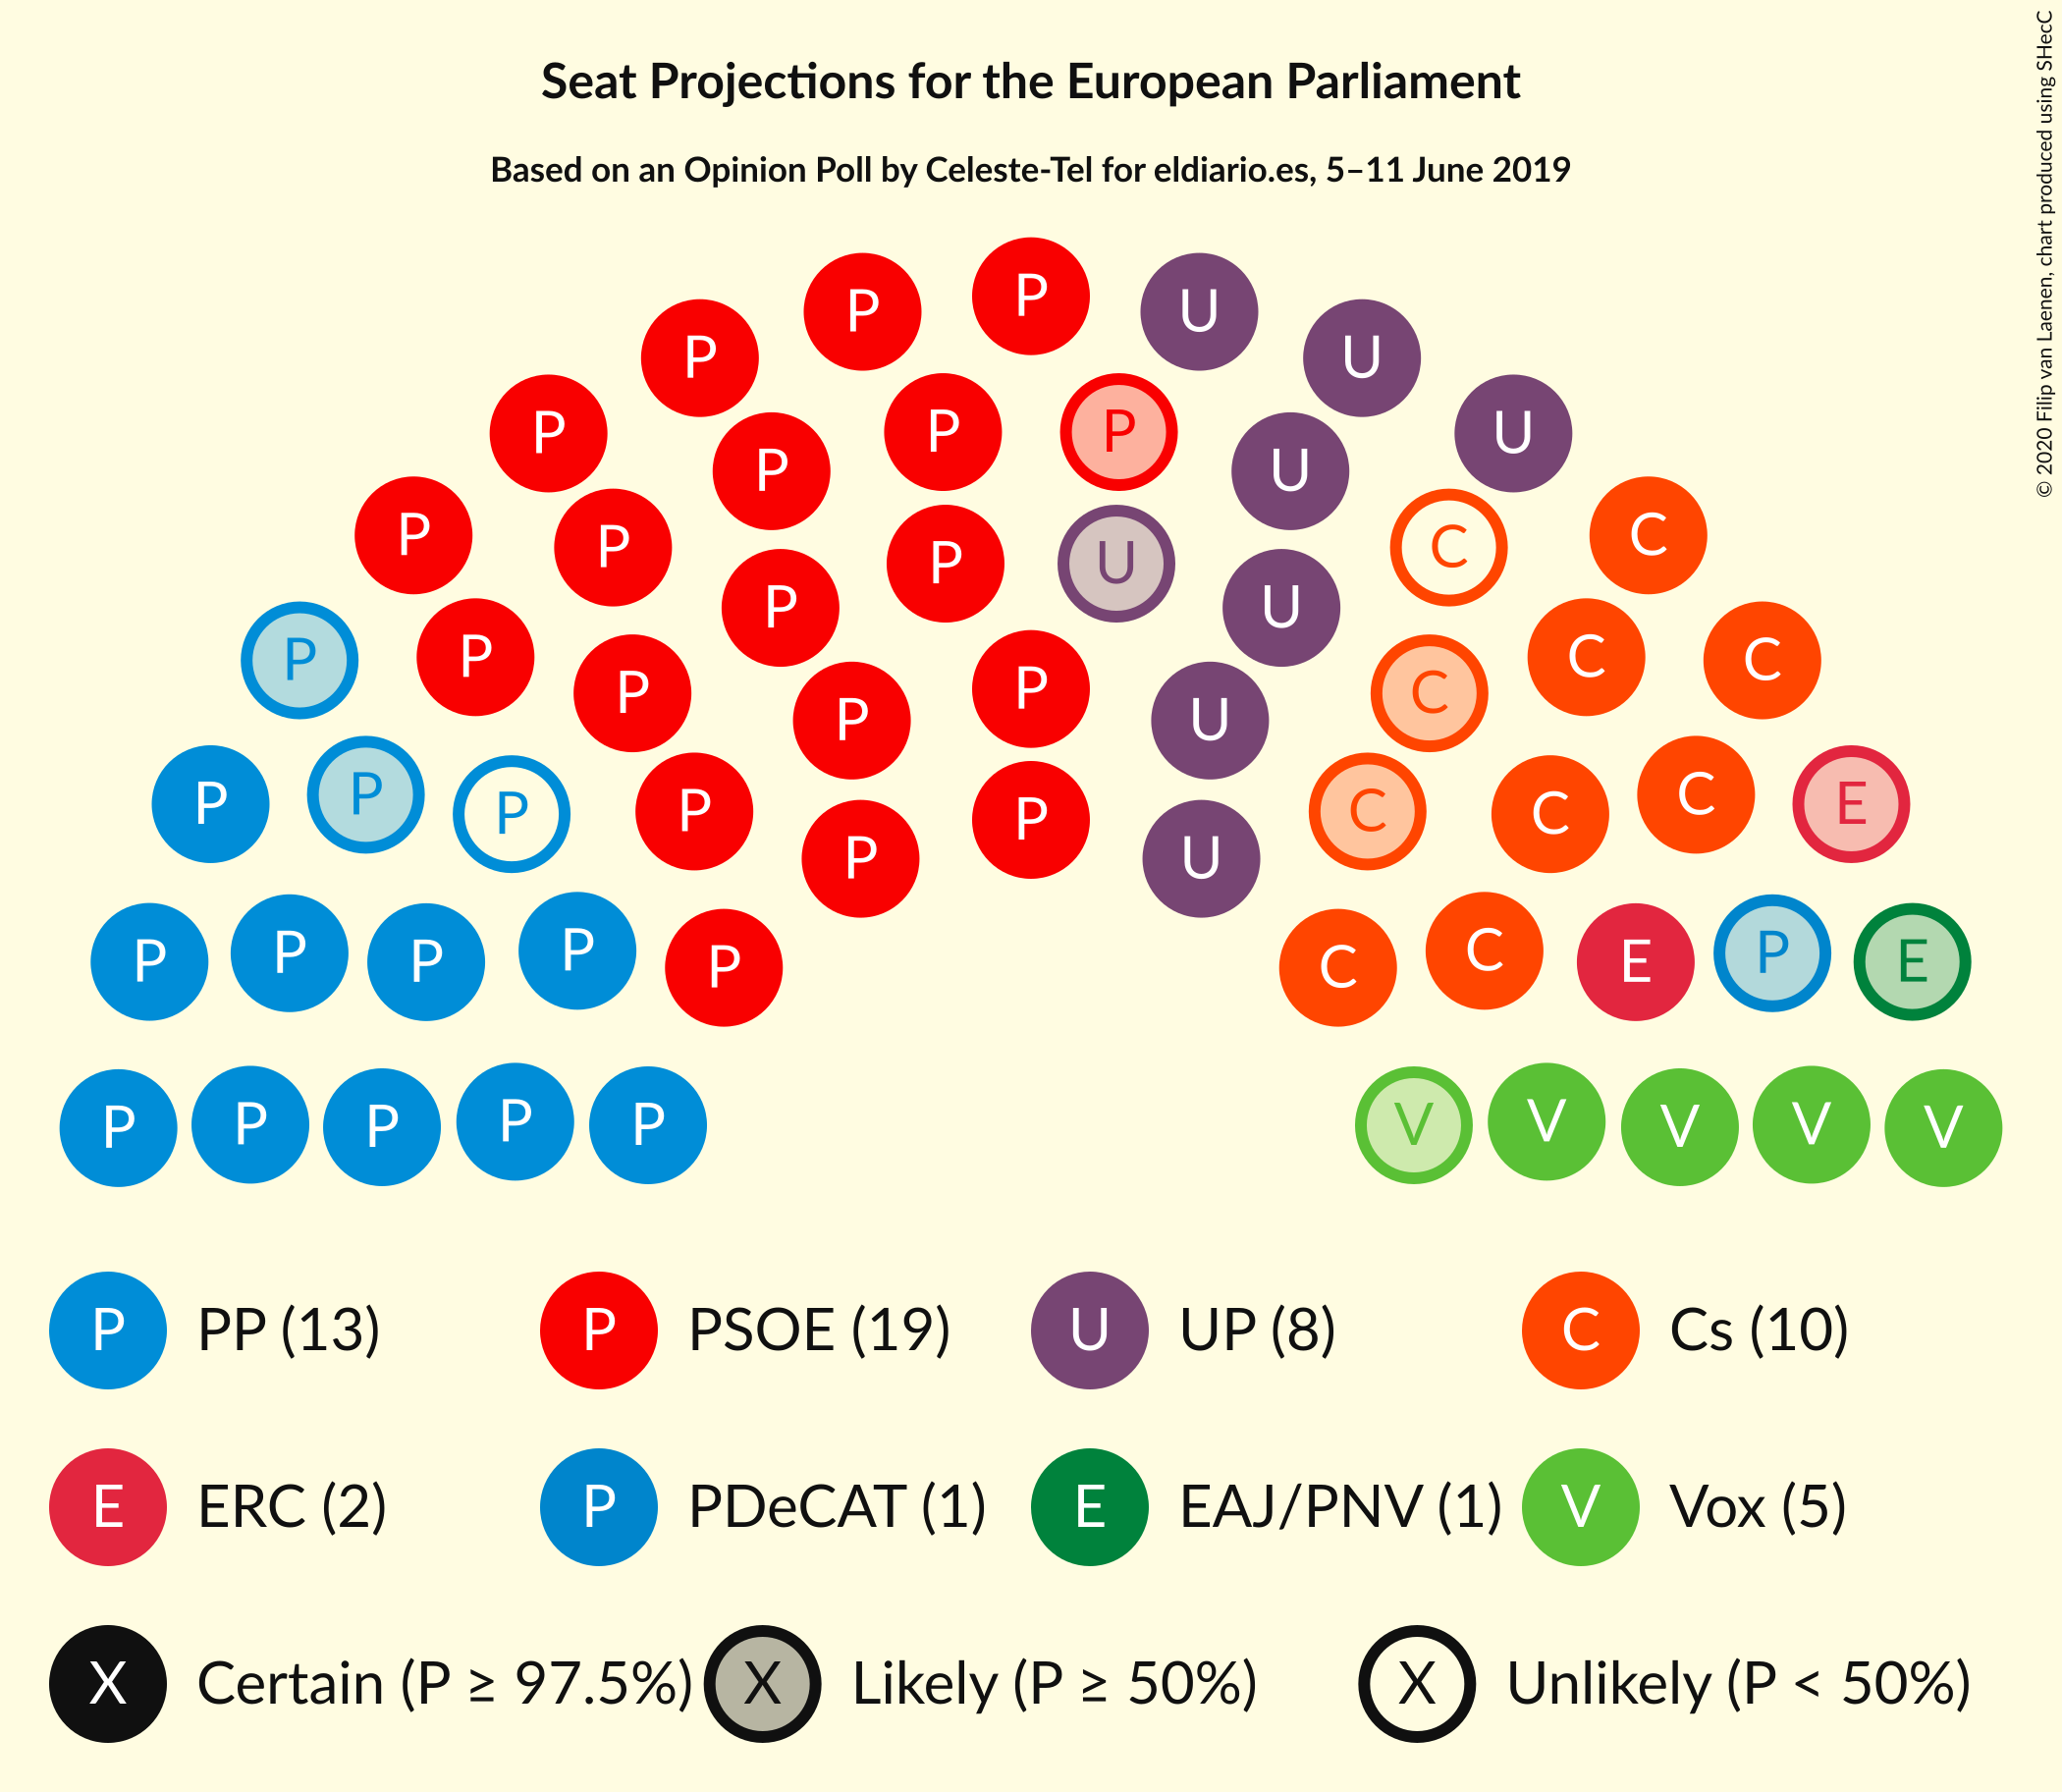 Seat Projections for the European Parliament
Based on an Opinion Poll by Celeste-Tel for eldiario.es, 5–11 June 2019
© 2020 Filip van Laenen, chart produced using SHecC
P
P P P U U
P P P P U U
P P P U U C C
P P P P U C C C
P P P P P P U C C C C E
P P P P P P U C C E P E
P P P P P V V V V V
P PP (13) P PSOE (19) U UP (8) C Cs (10)
E ERC (2) P PDeCAT (1) E EAJ/PNV (1) V Vox (5)
X Certain (P ≥ 97.5%) X Likely (P ≥ 50%) X Unlikely (P < 50%)